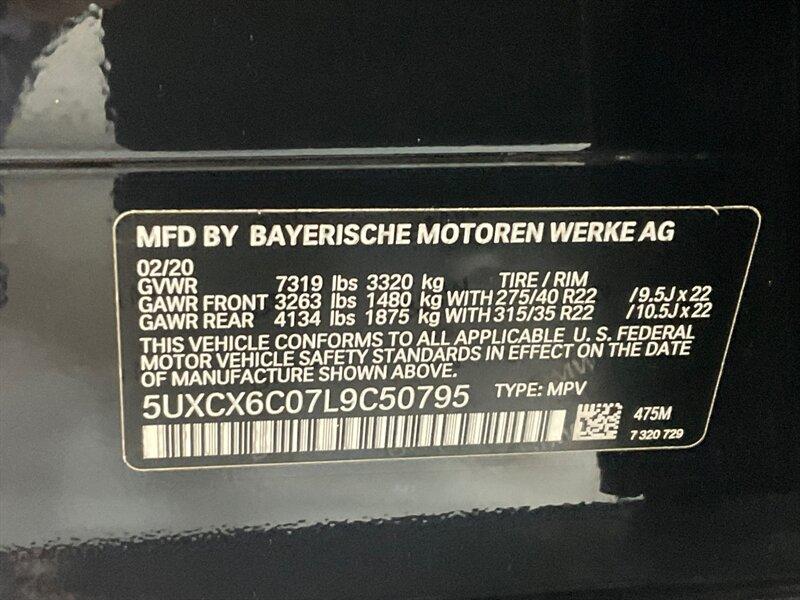 MFD BY BAYERISCHE MOTOREN WERKE AG
02/20
GVWR 7319 lbs 3320 kg TIRE / RIM
GAWR FRONT 3263 lbs 1480 kg WITH 275/40 R22 / 9.5J x 22
GAWR REAR 4134 lbs 1875 kg WITH 315/35 R22 / 10.5J x 22
THIS VEHICLE CONFORMS TO ALL APPLICABLE U. S. FEDERAL
MOTOR VEHICLE SAFETY STANDARDS IN EFFECT ON THE DATE
OF MANUFACTURE SHOWN ABOVE.
5UXCX6C07L9C50795 TYPE: MPV
475M
7 320 729